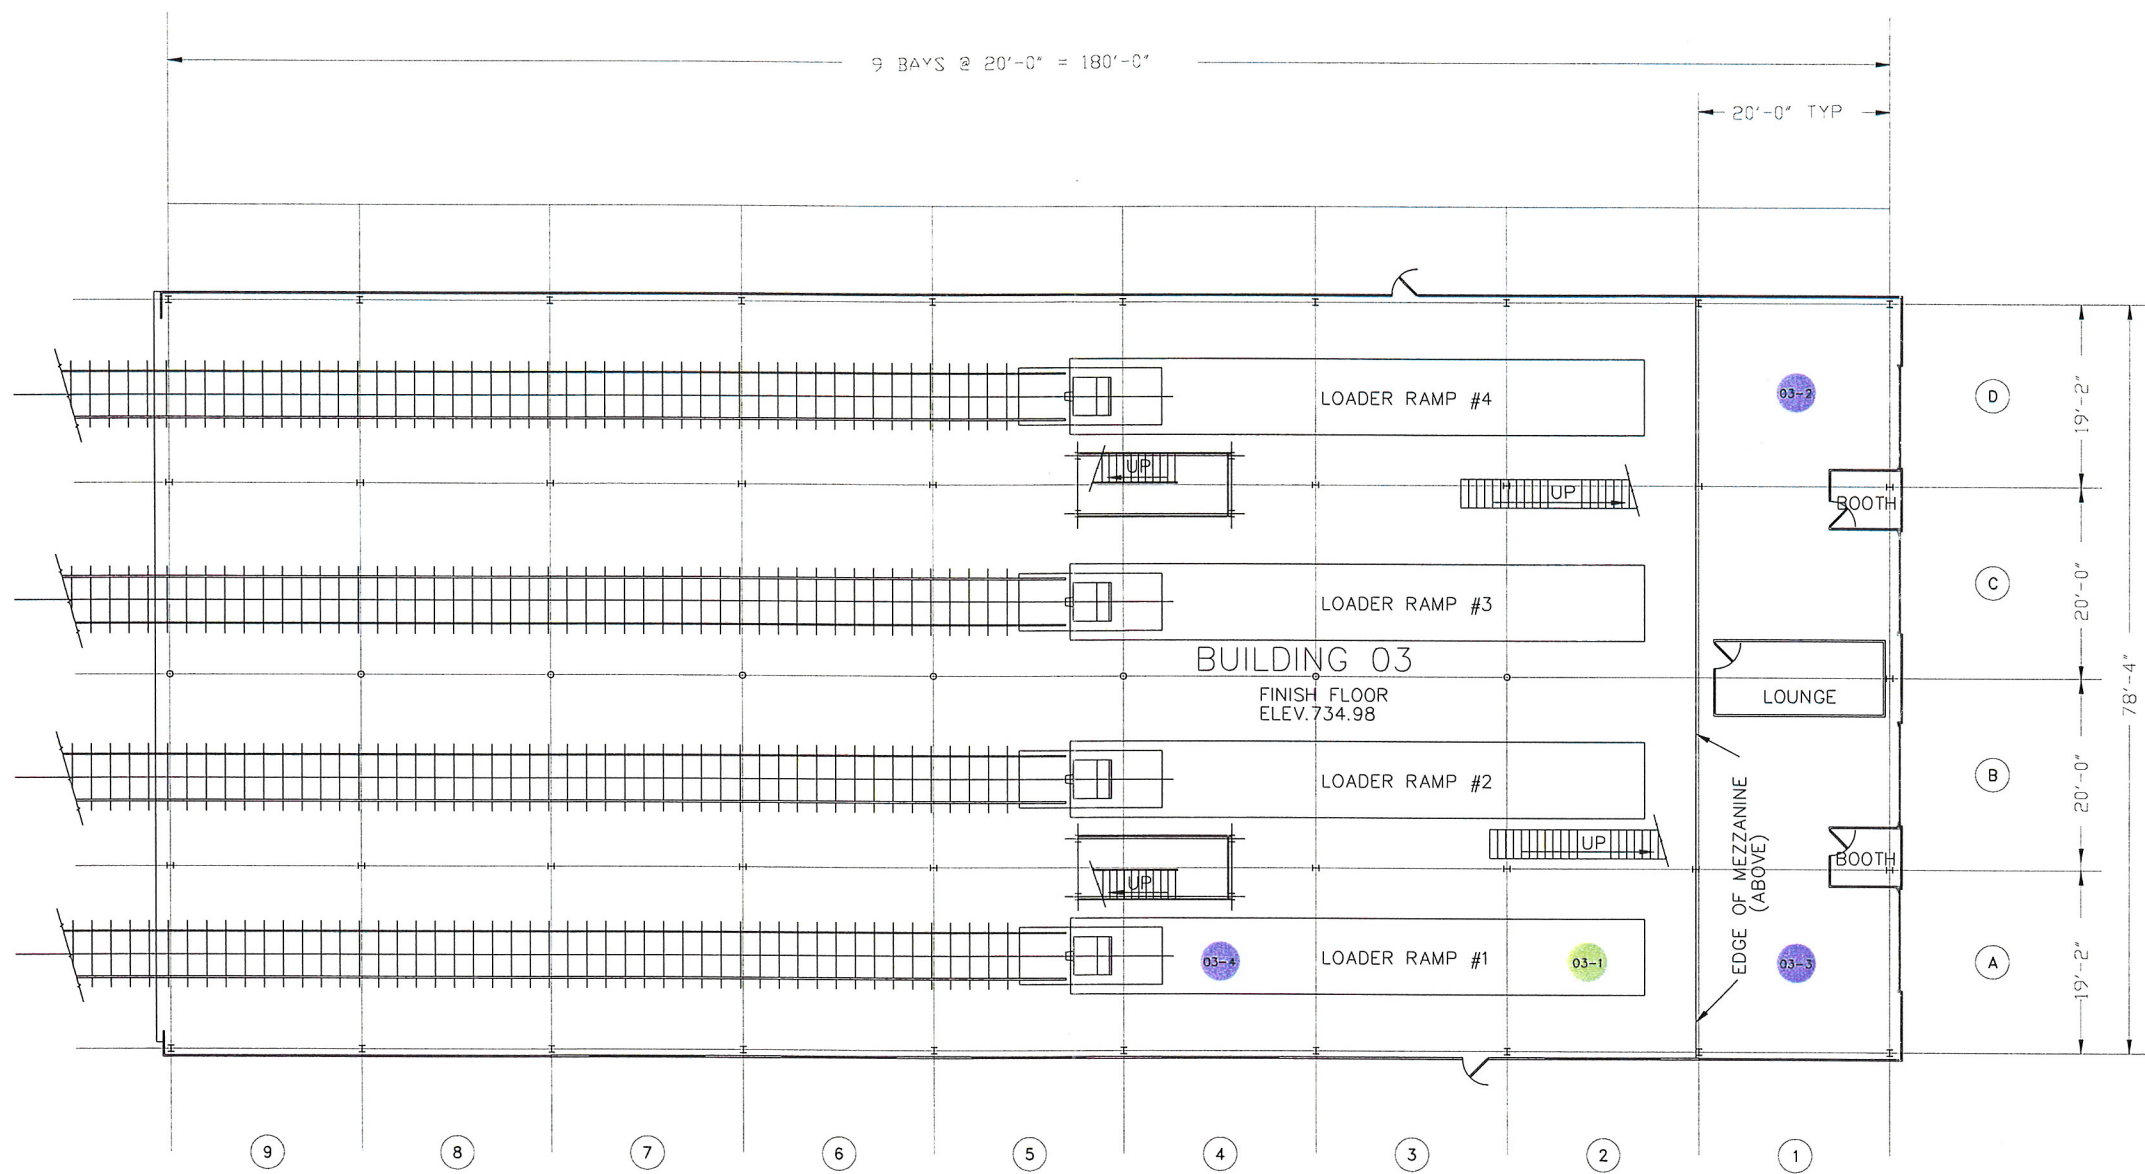 9 BAYS @ 20'-0" = 180'-0"
20'-0" TYP
LOADER RAMP #4
03-2
D
19'-2"
UP
UP
BOOTH
C
20'-0"
LOADER RAMP #3
BUILDING 03
FINISH FLOOR
ELEV.734.98
LOUNGE
78'-4"
LOADER RAMP #2
B
20'-0"
EDGE OF MEZZANINE
(ABOVE)
UP
UP
BOOTH
03-4
LOADER RAMP #1
03-1
03-3
A
19'-2"
9
8
7
6
5
4
3
2
1